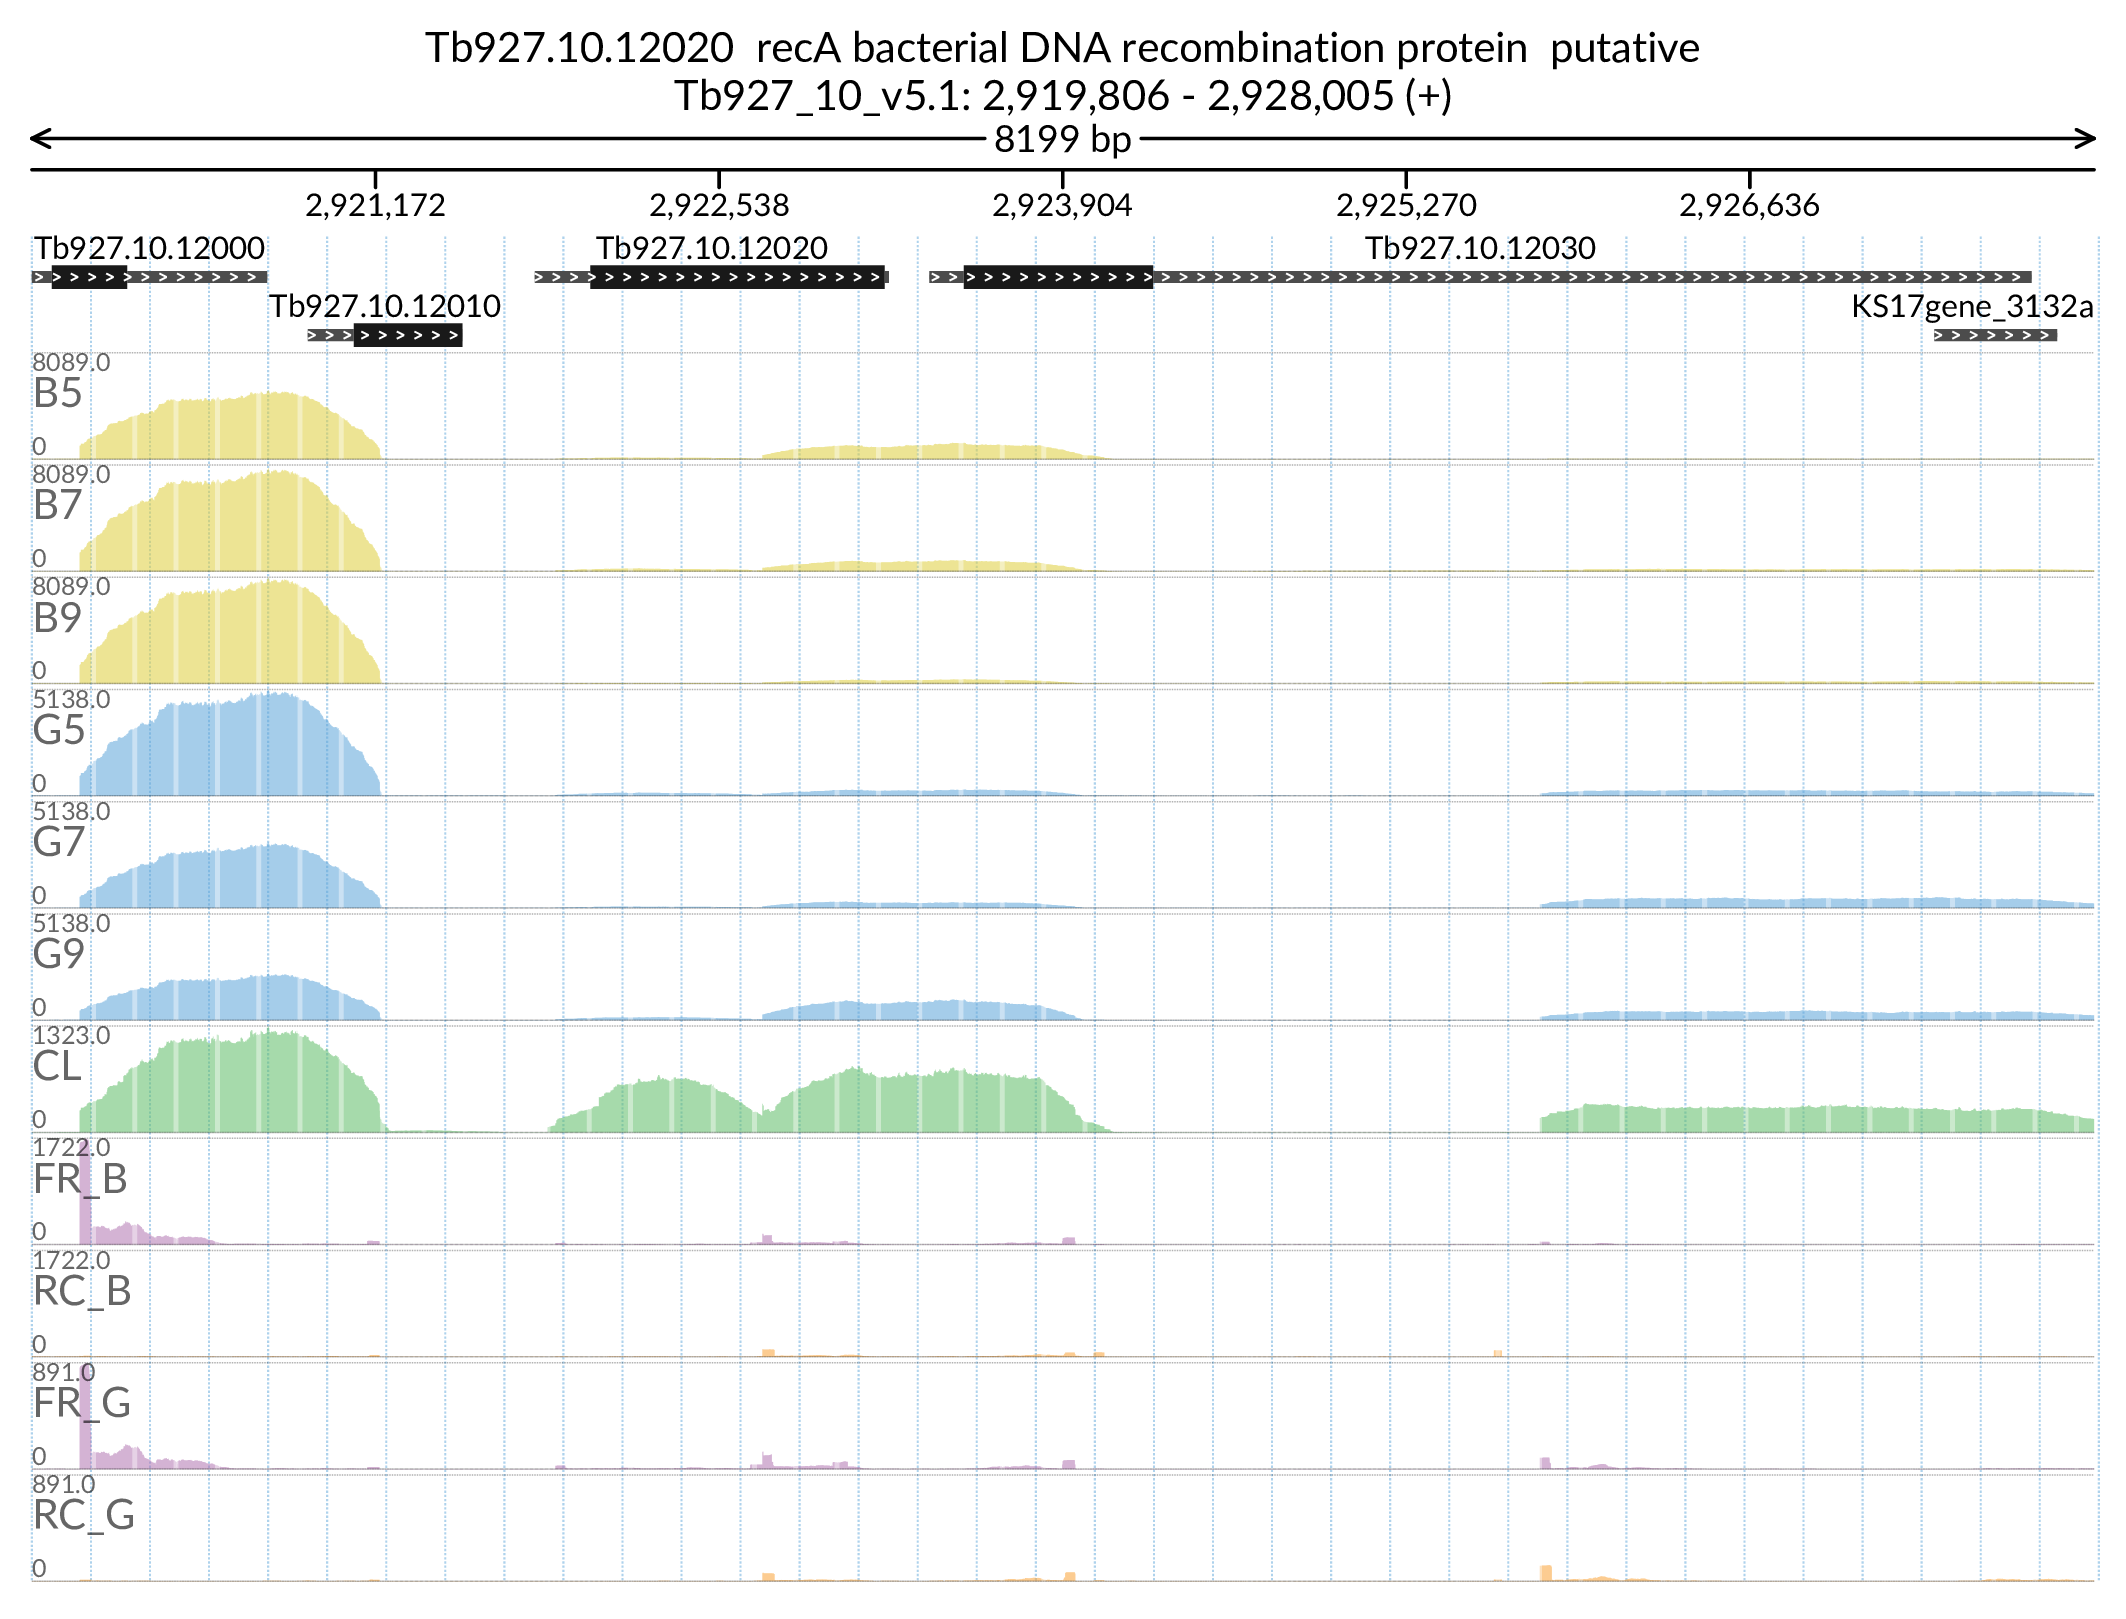 Tb927.10.12020  recA bacterial DNA recombination protein  putative
Tb927_10_v5.1: 2,919,806 - 2,928,005 (+)
8199 bp
2,921,172 2,922,538 2,923,904 2,925,270 2,926,636
Tb927.10.12000 Tb927.10.12020 Tb927.10.12030
Tb927.10.12010 KS17gene_3132a
8089.0
B5
0
8089.0
B7
0
8089.0
B9
0
5138.0
G5
0
5138.0
G7
0
5138.0
G9
0
1323.0
CL
0
1722.0
FR_B
0
1722.0
RC_B
0
891.0
FR_G
0
891.0
RC_G
0